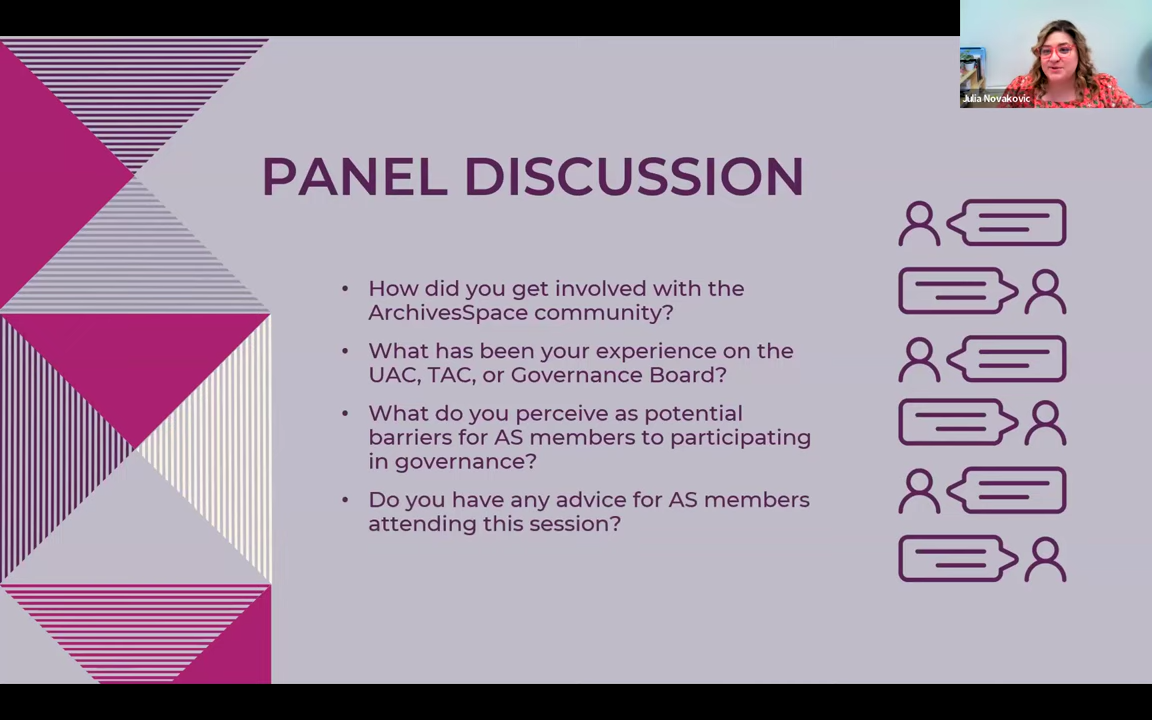 Julia Novakovic
PANEL DISCUSSION
• How did you get involved with the
ArchivesSpace community?
• What has been your experience on the
UAC, TAC, or Governance Board?
• What do you perceive as potential
barriers for AS members to participating
in governance?
• Do you have any advice for AS members
attending this session?